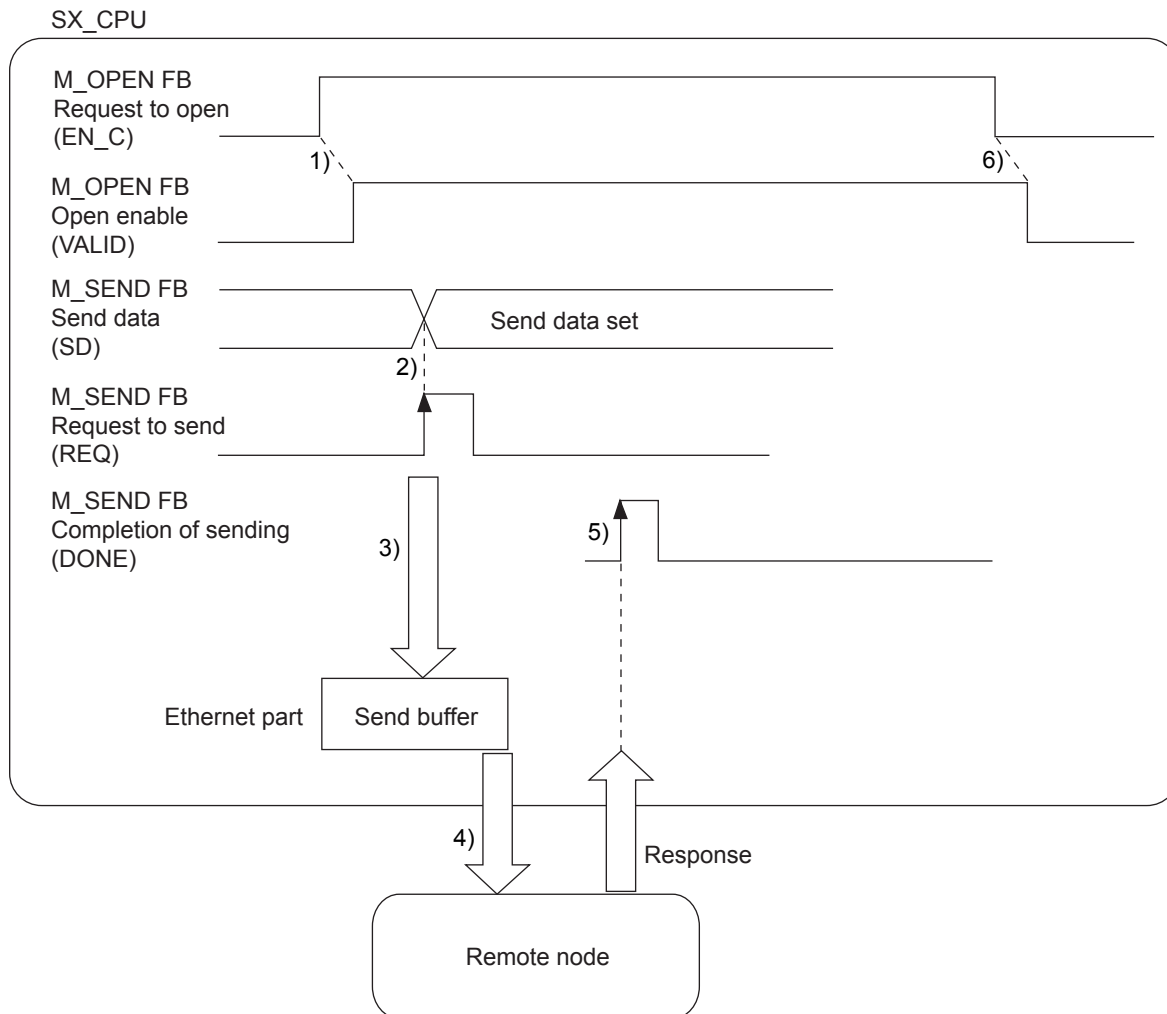 SX_CPU
M_OPEN FB
Request to open
(EN_C)
1)
6)
M_OPEN FB
Open enable
(VALID)
M_SEND FB
Send data
(SD)
Send data set
2)
M_SEND FB
Request to send
(REQ)
M_SEND FB
Completion of sending
(DONE)
3)
5)
Ethernet part
Send buffer
4)
Response
Remote node